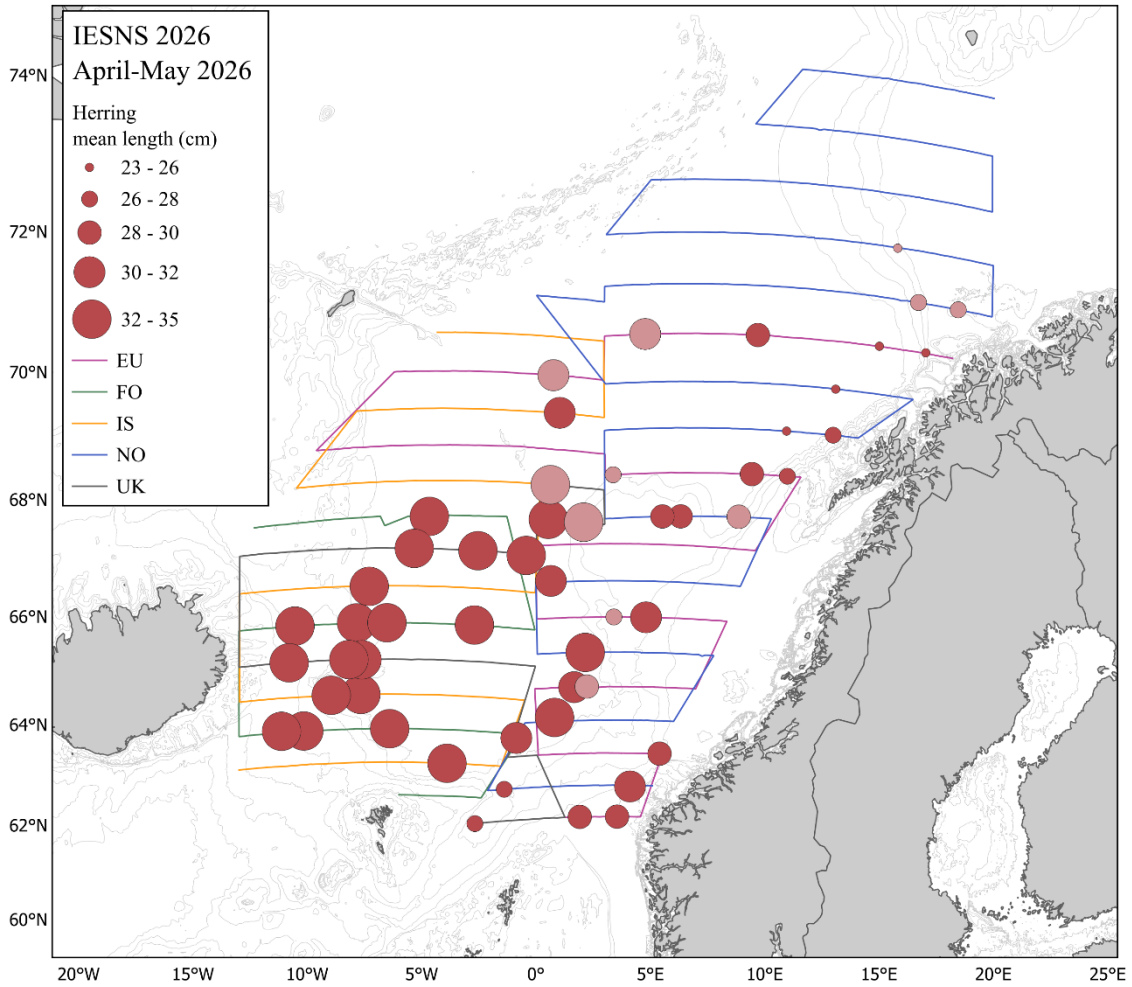 IESNS 2026
April-May 2026
Herring
mean length (cm)
23 - 26
26 - 28
28 - 30
30 - 32
32 - 35
EU
FO
IS
NO
UK
74°N
72°N
70°N
68°N
66°N
64°N
62°N
60°N
20°W
15°W
10°W
5°W
0°
5°E
10°E
15°E
20°E
25°E